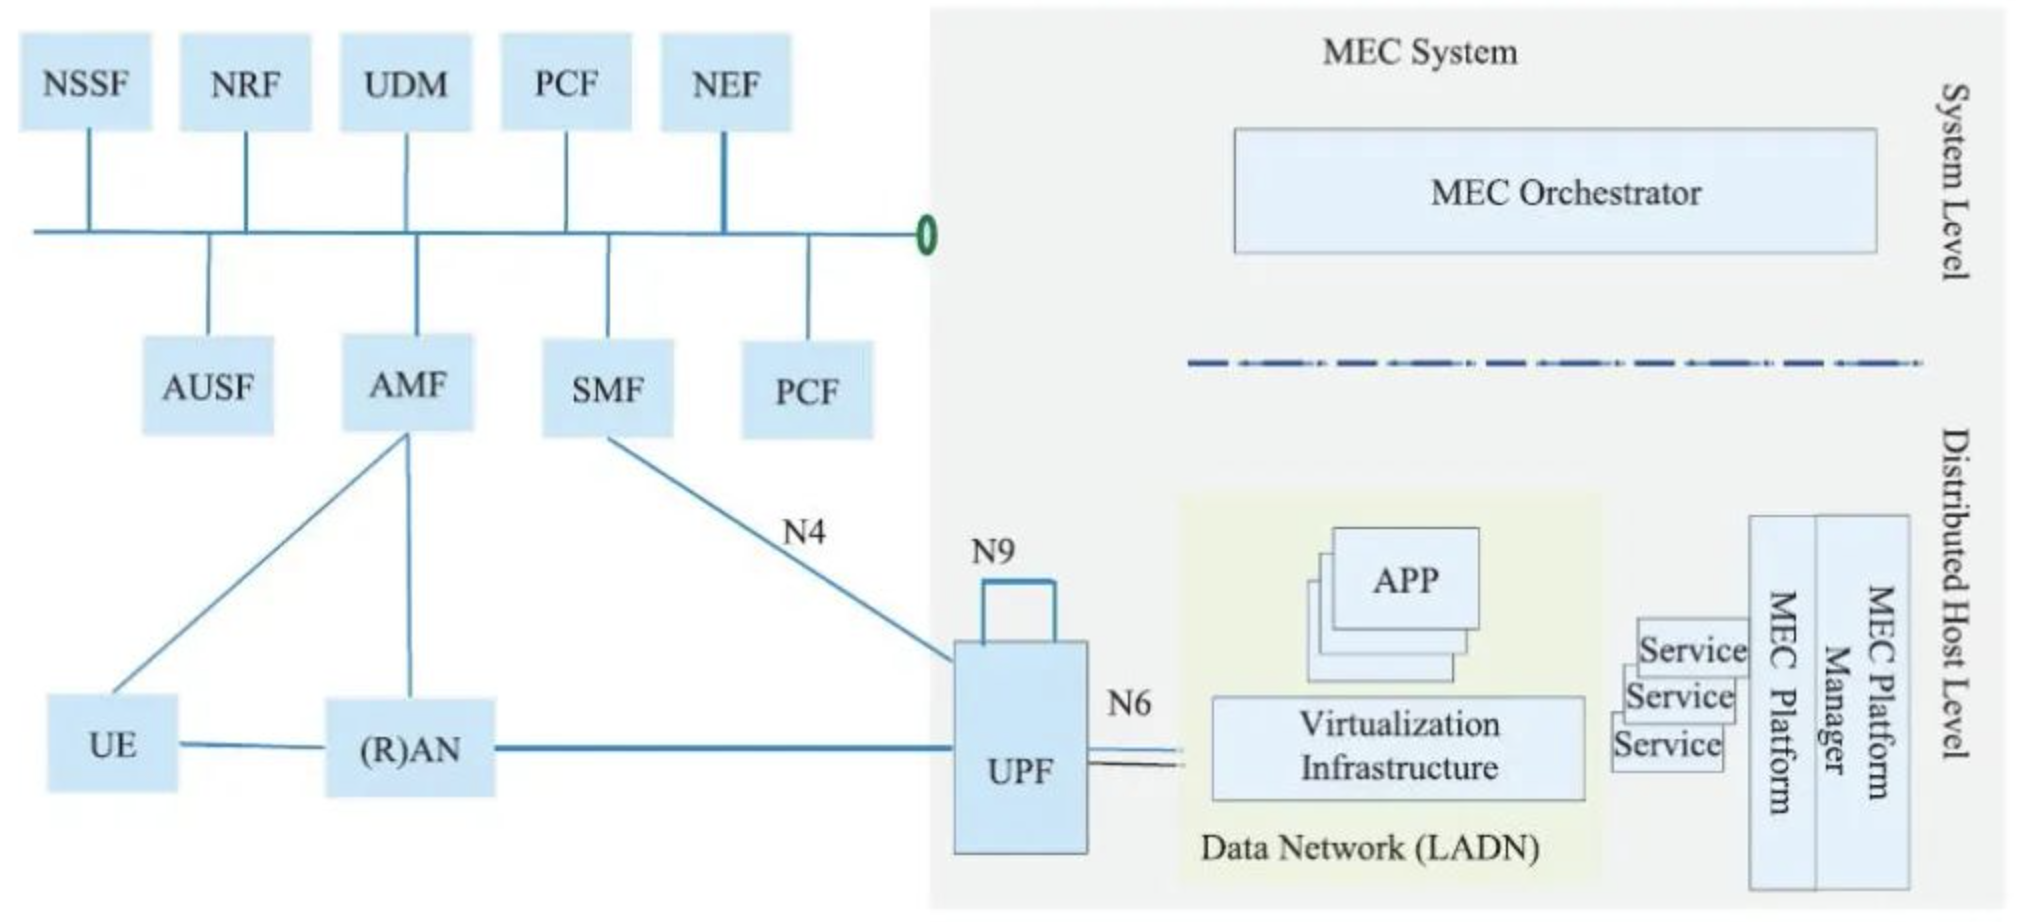 NSSF
NRF
UDM
PCF
NEF
MEC System
System Level
MEC Orchestrator
AUSF
AMF
SMF
PCF
Distributed Host Level
N4
N9
APP
Service
Service
Service
MEC Platform
MEC Platform
Manager
UE
(R)AN
UPF
N6
Virtualization
Infrastructure
Data Network (LADN)